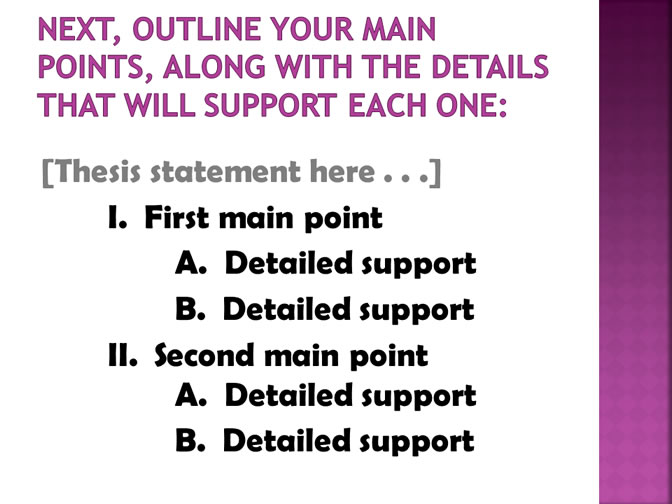 NEXT, OUTLINE YOUR MAIN
POINTS, ALONG WITH THE DETAILS
THAT WILL SUPPORT EACH ONE:
[Thesis statement here . . .]
I. First main point
A. Detailed support
B. Detailed support
II. Second main point
A. Detailed support
B. Detailed support